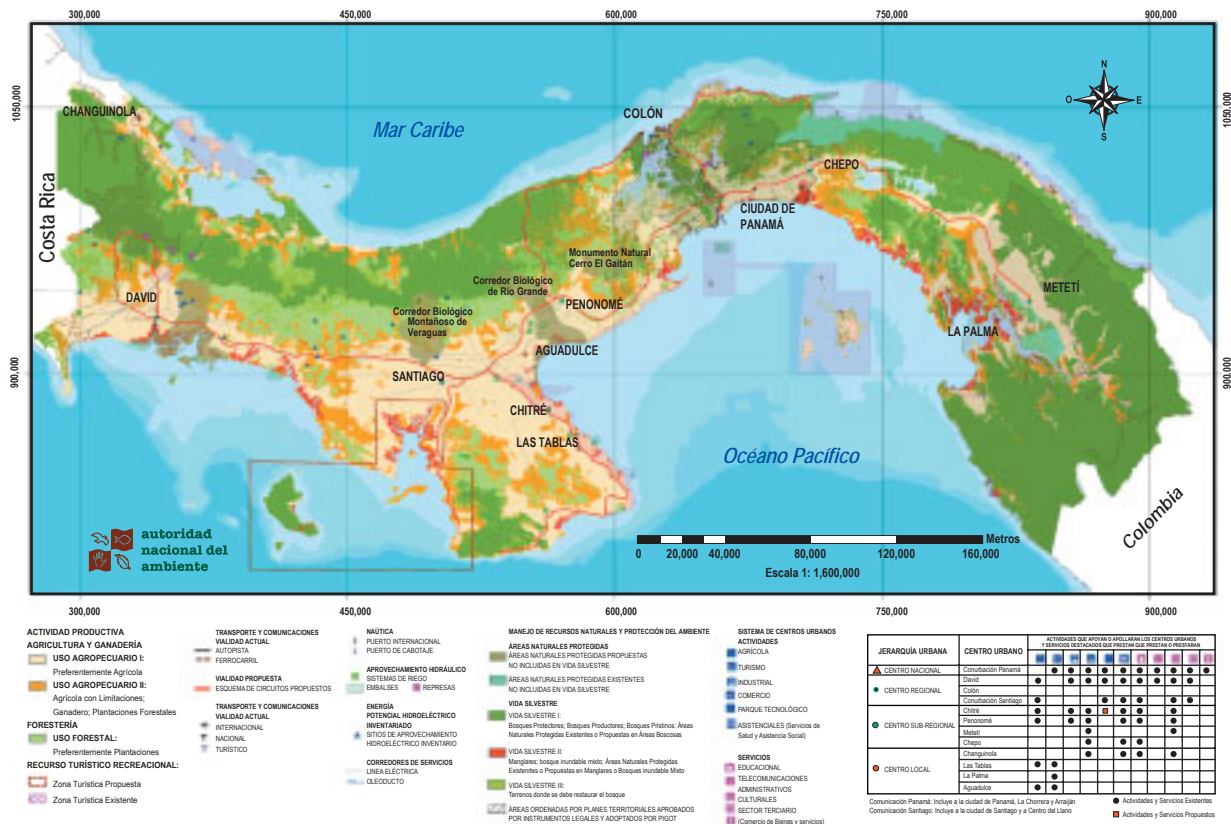 300,000 450,000 600,000 750,000 900,000
1050,000
1050,000
900,000
900,000
N
O E
S
CHANGUINOLA
Mar Caribe
COLÓN
CHEPO
Costa Rica
CIUDAD DE
PANAMÁ
Monumento Natural
Cerro El Gaitán
Corredor Biológico
de Río Grande
METETÍ
DAVID
PENONOMÉ
Corredor Biológico
Montañoso de
Veraguas
LA PALMA
AGUADULCE
SANTIAGO
CHITRÉ
LAS TABLAS
Océano Pacífico
Colombia
autoridad
nacional del
ambiente
Metros
0 20,000 40,000 80,000 120,000 160,000
Escala 1: 1,600,000
300,000 450,000 600,000 750,000 900,000
ACTIVIDAD PRODUCTIVA
AGRICULTURA Y GANADERÍA
USO AGROPECUARIO I:
Preferentemente Agrícola
USO AGROPECUARIO II:
Agrícola con Limitaciones;
Ganadero; Plantaciones Forestales
FORESTERÍA
USO FORESTAL:
Preferentemente Plantaciones
RECURSO TURÍSTICO RECREACIONAL:
Zona Turística Propuesta
Zona Turística Existente
TRANSPORTE Y COMUNICACIONES
VIALIDAD ACTUAL
AUTOPISTA
FERROCARRIL
VIALIDAD PROPUESTA
ESQUEMA DE CIRCUITOS PROPUESTOS
TRANSPORTE Y COMUNICACIONES
VIALIDAD ACTUAL
INTERNACIONAL
NACIONAL
TURÍSTICO
NAÚTICA
PUERTO INTERNACIONAL
PUERTO DE CABOTAJE
APROVECHAMIENTO HIDRÁULICO
SISTEMAS DE RIEGO
EMBALSES REPRESAS
ENERGÍA
POTENCIAL HIDROELÉCTRICO
INVENTARIADO
SITIOS DE APROVECHAMIENTO
HIDROELÉCTRICO INVENTARIO
CORREDORES DE SERVICIOS
LINEA ELÉCTRICA
OLEODUCTO
MANEJO DE RECURSOS NATURALES Y PROTECCIÓN DEL AMBIENTE
ÁREAS NATURALES PROTEGIDAS
ÁREAS NATURALES PROTEGIDAS PROPUESTAS
NO INCLUIDAS EN VIDA SILVESTRE
ÁREAS NATURALES PROTEGIDAS EXISTENTES
NO INCLUIDAS EN VIDA SILVESTRE
VIDA SILVESTRE
VIDA SILVESTRE I:
Bosques Protectores; Bosques Productores; Bosques Prístinos: Áreas
Naturales Protegidas Existentes o Propuestas en Áreas Boscosas
VIDA SILVESTRE II:
Manglares; bosque inundable mixto; Áreas Naturales Protegidas
Existentes o Propuestas en Manglares o Bosques inundable Mixto
VIDA SILVESTRE III:
Terrenos donde se debe restaurar el bosque
ÁREAS ORDENADAS POR PLANES TERRITORIALES APROBADOS
POR INSTRUMENTOS LEGALES Y ADOPTADOS POR PIGOT
SISTEMA DE CENTROS URBANOS
ACTIVIDADES
AGRÍCOLA
TURISMO
INDUSTRIAL
COMERCIO
PARQUE TECNOLÓGICO
ASISTENCIALES (Servicios de
Salud y Asistencia Social)
SERVICIOS
EDUCACIONAL
TELECOMUNICACIONES
ADMINISTRATIVOS
CULTURALES
SECTOR TERCIARIO
(Comercio de Bienes y servicios)
JERARQUÍA URBANA CENTRO URBANO
ACTIVIDADES QUE APOYAN O APOLLARAN LOS CENTROS URBANOS
Y SERVICIOS DESTACADOS QUE PRESTAN QUE PRESTAN O PRESTARAN
CENTRO NACIONAL Conurbación Panamá
David
CENTRO REGIONAL Colón
Conurbación Santiago
Chitré
CENTRO SUB-REGIONAL Penonomé
Metetí
Chepo
Changuinola
CENTRO LOCAL Las Tablas
La Palma
Aguadulce
Comunicación Panamá: Incluye a la ciudad de Panamá, La Chorrera y Arraiján
Comunicación Santiago: Incluye a la ciudad de Santiago y a Centro del Llano
Actividades y Servicios Existentes
Actividades y Servicios Propuestos